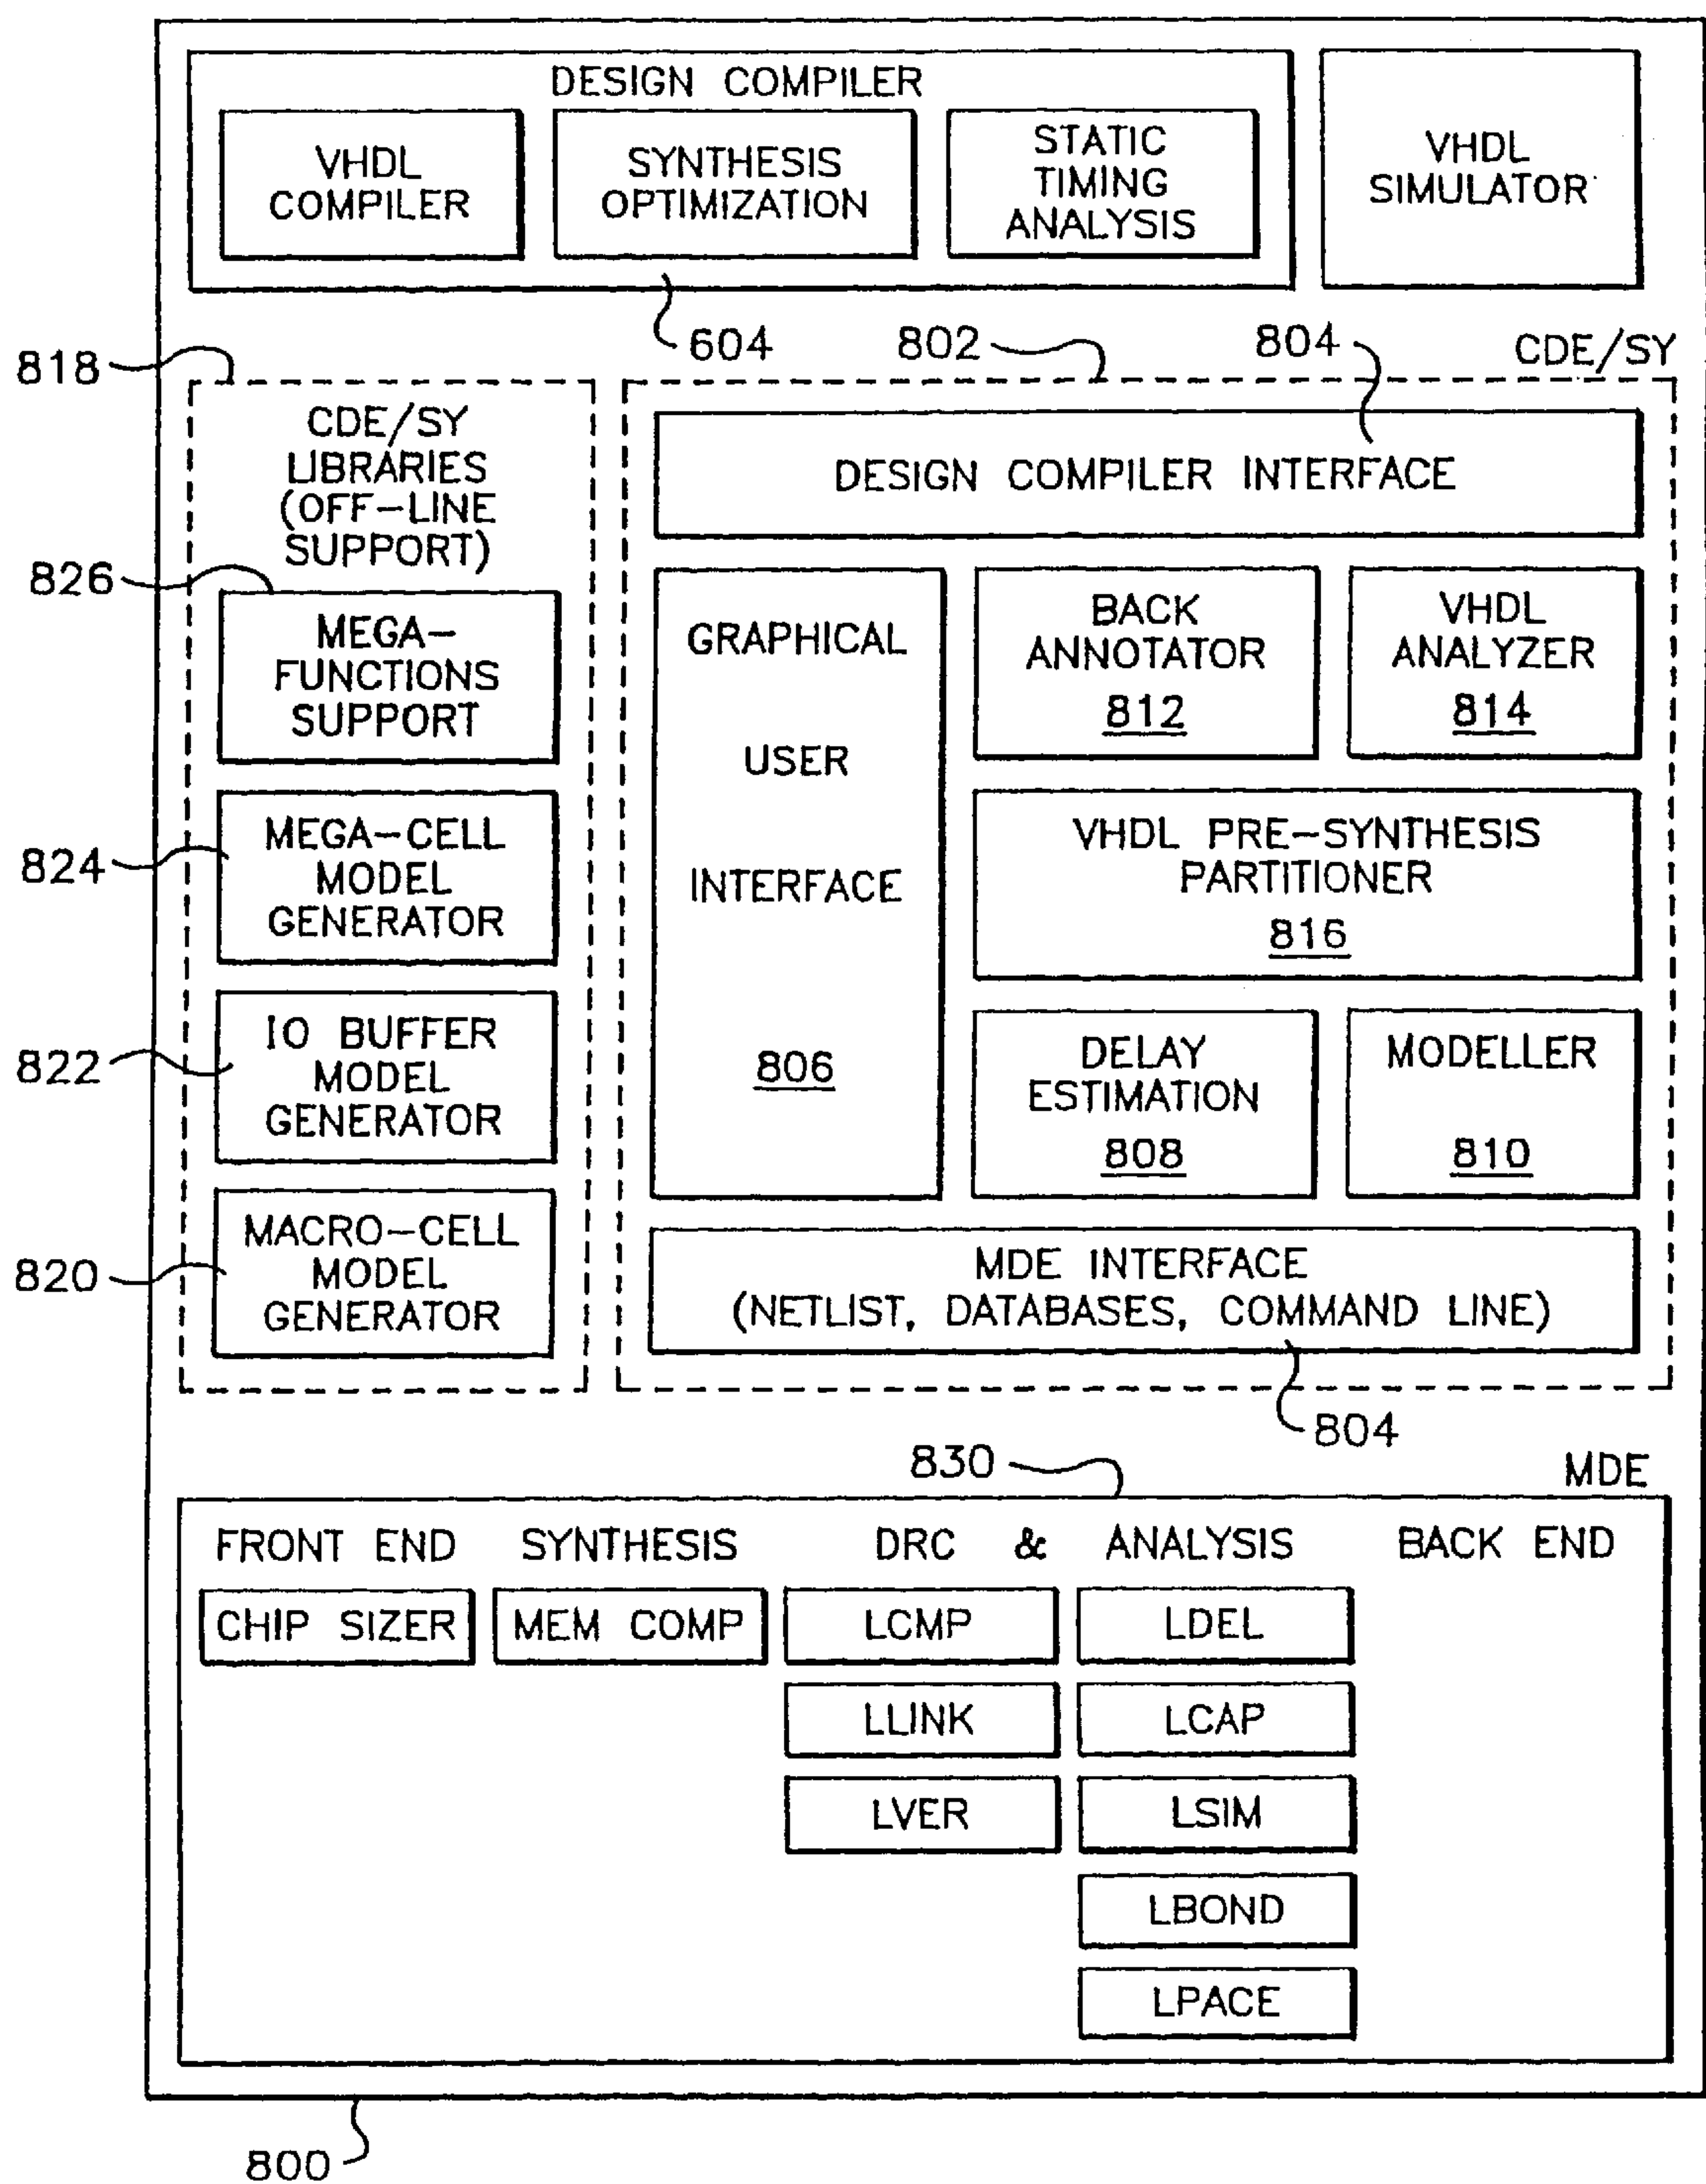 DESIGN COMPILER
VHDL
COMPILER
SYNTHESIS
OPTIMIZATION
STATIC
TIMING
ANALYSIS
VHDL
SIMULATOR
604
818
802
804
CDE/SY
CDE/SY
LIBRARIES
(OFF-LINE
SUPPORT)
826
MEGA-
FUNCTIONS
SUPPORT
824
MEGA-CELL
MODEL
GENERATOR
822
IO BUFFER
MODEL
GENERATOR
820
MACRO-CELL
MODEL
GENERATOR
DESIGN COMPILER INTERFACE
GRAPHICAL
USER
INTERFACE
806
BACK
ANNOTATOR
812
VHDL
ANALYZER
814
VHDL PRE-SYNTHESIS
PARTITIONER
816
DELAY
ESTIMATION
808
MODELLER
810
MDE INTERFACE
(NETLIST, DATABASES, COMMAND LINE)
804
830
MDE
FRONT END SYNTHESIS DRC & ANALYSIS BACK END
CHIP SIZER MEM COMP LCMP LDEL
LLINK LCAP
LVER LSIM
LBOND
LPACE
800